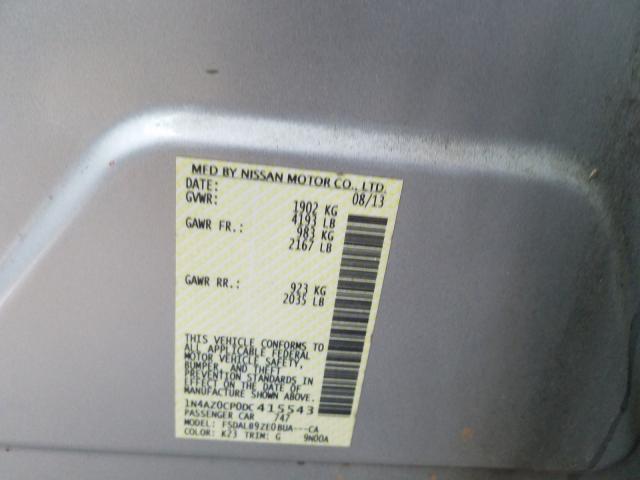 MFD BY NISSAN MOTOR CO., LTD.
DATE: 08/13
GVWR: 1902 KG
4193 LB
GAWR FR.: 983 KG
2167 LB
GAWR RR.: 923 KG
2035 LB
THIS VEHICLE CONFORMS TO
ALL APPLICABLE FEDERAL
MOTOR VEHICLE SAFETY,
BUMPER, AND THEFT
PREVENTION STANDARDS IN
EFFECT ON THE DATE OF
MANUFACTURE SHOWN ABOVE.
1N4AZ0CP0DC415543
PASSENGER CAR 747
MODEL: FSDALB9ZE0BUA---CA
COLOR: K23 TRIM: G 9N00A